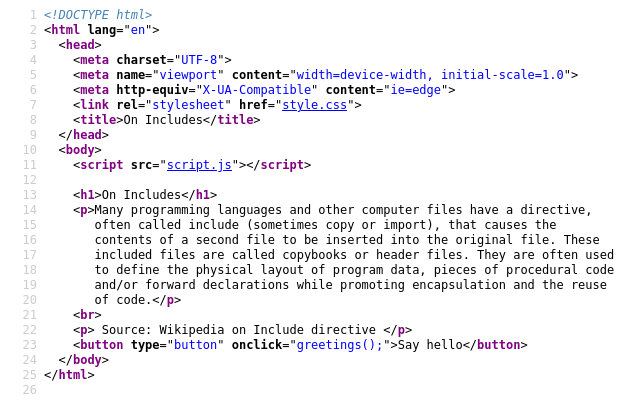 1 <!DOCTYPE html>
2 <html lang="en">
3   <head>
4     <meta charset="UTF-8">
5     <meta name="viewport" content="width=device-width, initial-scale=1.0">
6     <meta http-equiv="X-UA-Compatible" content="ie=edge">
7     <link rel="stylesheet" href="style.css">
8     <title>On Includes</title>
9   </head>
10   <body>
11     <script src="script.js"></script>
12
13     <h1>On Includes</h1>
14     <p>Many programming languages and other computer files have a directive,
15        often called include (sometimes copy or import), that causes the
16        contents of a second file to be inserted into the original file. These
17        included files are called copybooks or header files. They are often used
18        to define the physical layout of program data, pieces of procedural code
19        and/or forward declarations while promoting encapsulation and the reuse
20        of code.</p>
21     <br>
22     <p> Source: Wikipedia on Include directive </p>
23     <button type="button" onclick="greetings();">Say hello</button>
24   </body>
25 </html>
26